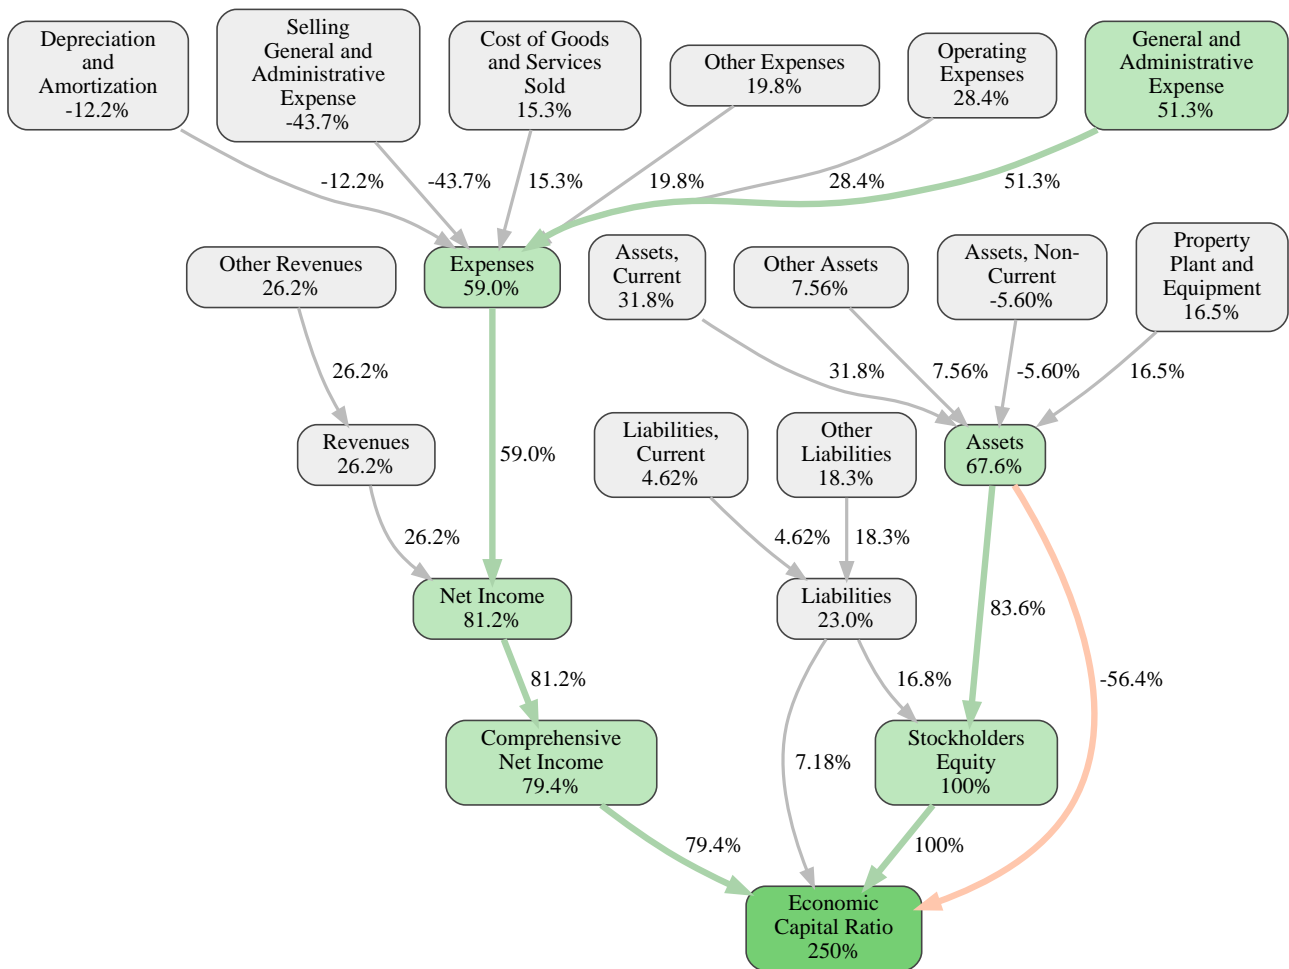 Depreciation
and
Amortization
-12.2%
Selling
General and
Administrative
Expense
-43.7%
Cost of Goods
and Services
Sold
15.3%
Other Expenses
19.8%
Operating
Expenses
28.4%
General and
Administrative
Expense
51.3%
-12.2%
-43.7%
15.3%
19.8%
28.4%
51.3%
Other Revenues
26.2%
Expenses
59.0%
Assets,
Current
31.8%
Other Assets
7.56%
Assets, Non-
Current
-5.60%
Property
Plant and
Equipment
16.5%
26.2%
31.8%
7.56%
-5.60%
16.5%
Revenues
26.2%
59.0%
Liabilities,
Current
4.62%
Other
Liabilities
18.3%
Assets
67.6%
26.2%
4.62%
18.3%
Net Income
81.2%
Liabilities
23.0%
83.6%
81.2%
16.8%
-56.4%
Comprehensive
Net Income
79.4%
7.18%
Stockholders
Equity
100%
79.4%
100%
Economic
Capital Ratio
250%